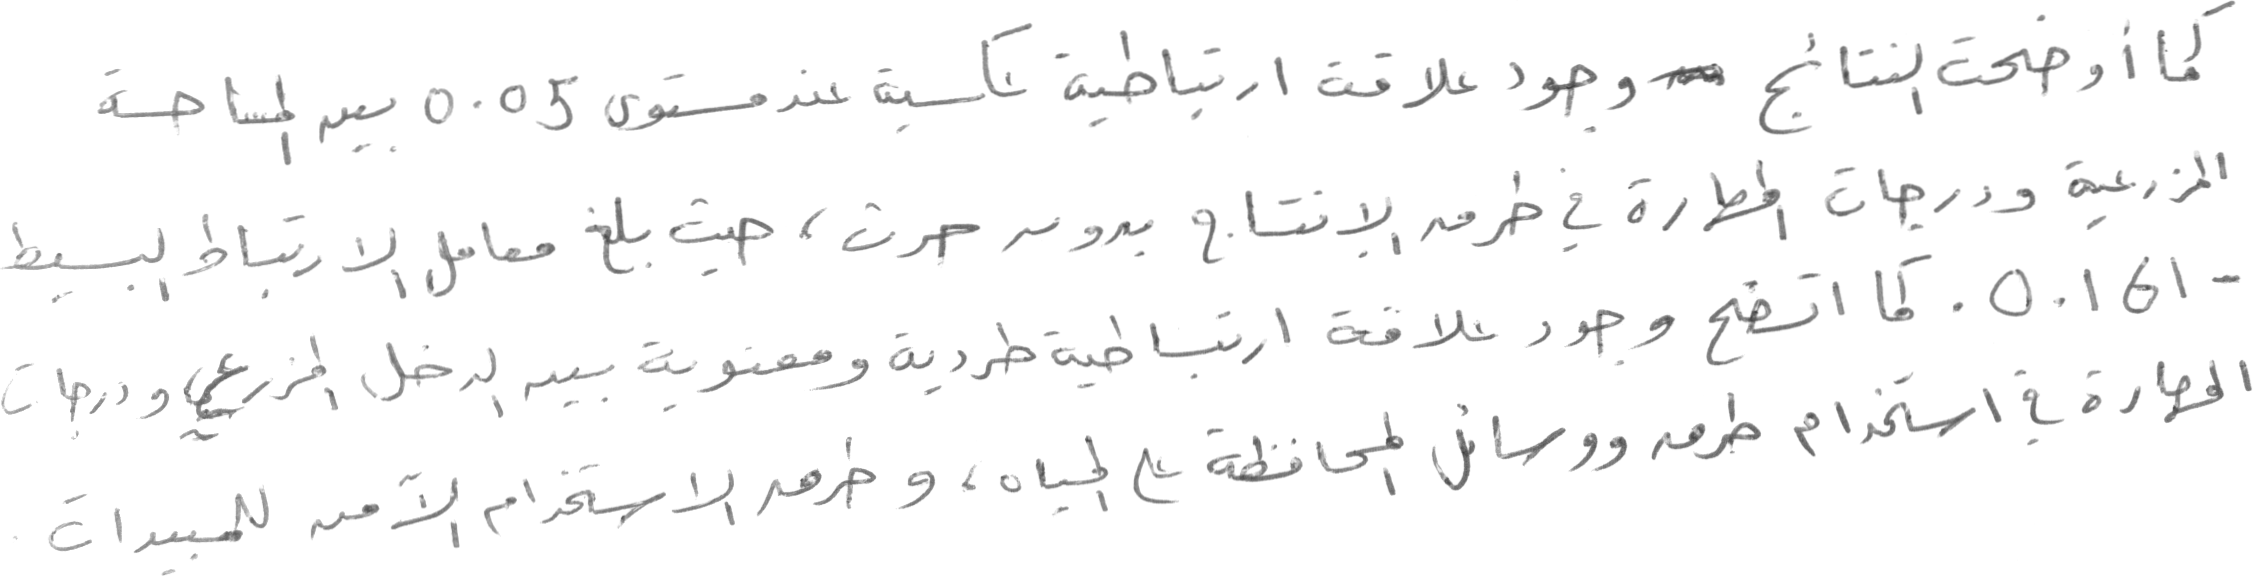 كما أوضحت النتائج وجود علاقة ارتباطية عكسية عند مستوى 0.05 بين المساحة
المزرعية ودرجات المهارة في طرق الإنتاج بدون حرث، حيث بلغ معامل الارتباط البسيط
-0.161. كما اتضح وجود علاقة ارتباطية طردية ومعنوية بين الدخل المزرعي ودرجات
المهارة في استخدام طرق ووسائل المحافظة على المياه، وطرق الاستخدام الآمن للمبيدات.